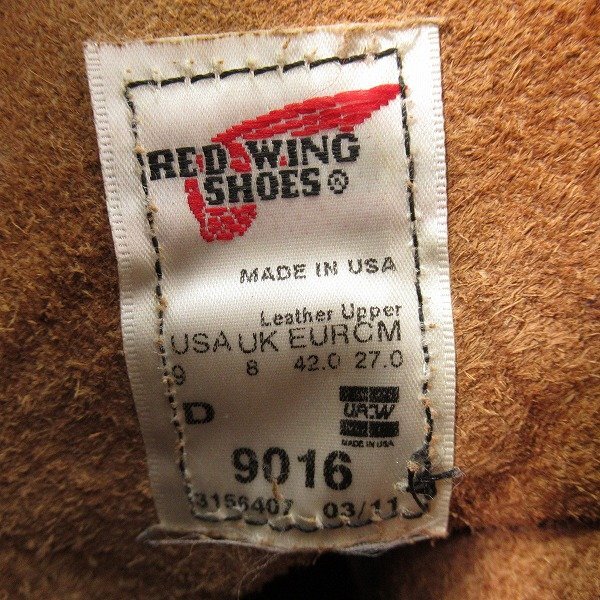 RED WING
SHOES ®
MADE IN USA
Leather Upper
USA UK EUR CM
9 8 42.0 27.0
D
UFCW
MADE IN USA
9016
03/11